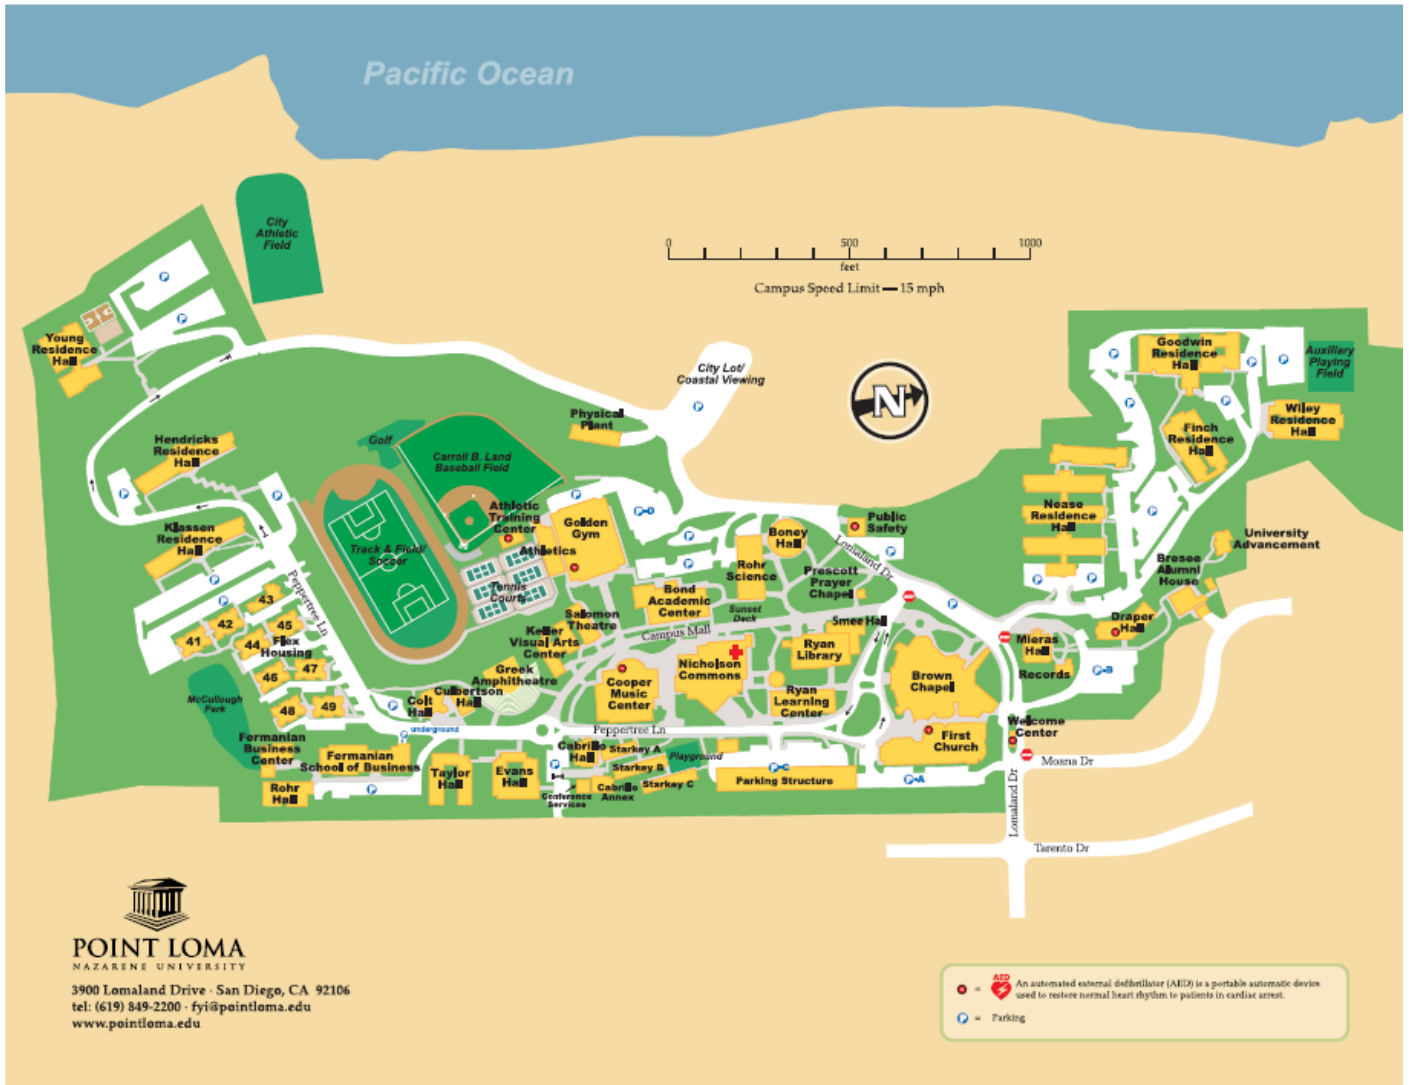 Pacific Ocean
City
Athletic
Field
0
500
1000
feet
Campus Speed Limit — 15 mph
Young
Residence
Hall
City Lot/
Coastal Viewing
N
Goodwin
Residence
Hall
Auxiliary
Playing
Field
Physical
Plant
Wiley
Residence
Hall
Finch
Residence
Hall
Hendricks
Residence
Hall
Golf
Carroll B. Land
Baseball Field
Athletic
Training
Center
Golden
Gym
P-D
Athletics
Boney
Hall
Public
Safety
Nease
Residence
Hall
University
Advancement
Klassen
Residence
Hall
Track & Field/
Soccer
Lomaland Dr
Rohr
Science
Prescott
Prayer
Chapel
Bresee
Alumni
House
Tennis
Courts
Bond
Academic
Center
Sunset
Deck
Peppertree Ln
43
42
45
41
44
Flex
Housing
46
47
48
49
Salomon
Theatre
Keller
Visual Arts
Center
Campus Mall
Smee Hall
Draper
Hall
Mieras
Hall
Records
P-B
Ryan
Library
Nicholson
Commons
Greek
Amphitheatre
Cooper
Music
Center
Brown
Chapel
McCullough
Park
Colt
Hall
Culbertson
Hall
Ryan
Learning
Center
underground
Peppertree Ln
Welcome
Center
First
Church
Fermanian
Business
Center
Fermanian
School of Business
Cabrillo
Hall
Starkey A
Starkey B
Starkey C
Playground
P-C
Parking Structure
P-A
Moana Dr
Taylor
Hall
Evans
Hall
Rohr
Hall
Conference
Services
Cabrillo
Annex
Lomaland Dr
Tarento Dr
POINT LOMA
NAZARENE UNIVERSITY
3900 Lomaland Drive · San Diego, CA 92106
tel: (619) 849-2200 · fyi@pointloma.edu
www.pointloma.edu
= AED An automated external defibrillator (AED) is a portable automatic device
used to restore normal heart rhythm to patients in cardiac arrest.
P = Parking